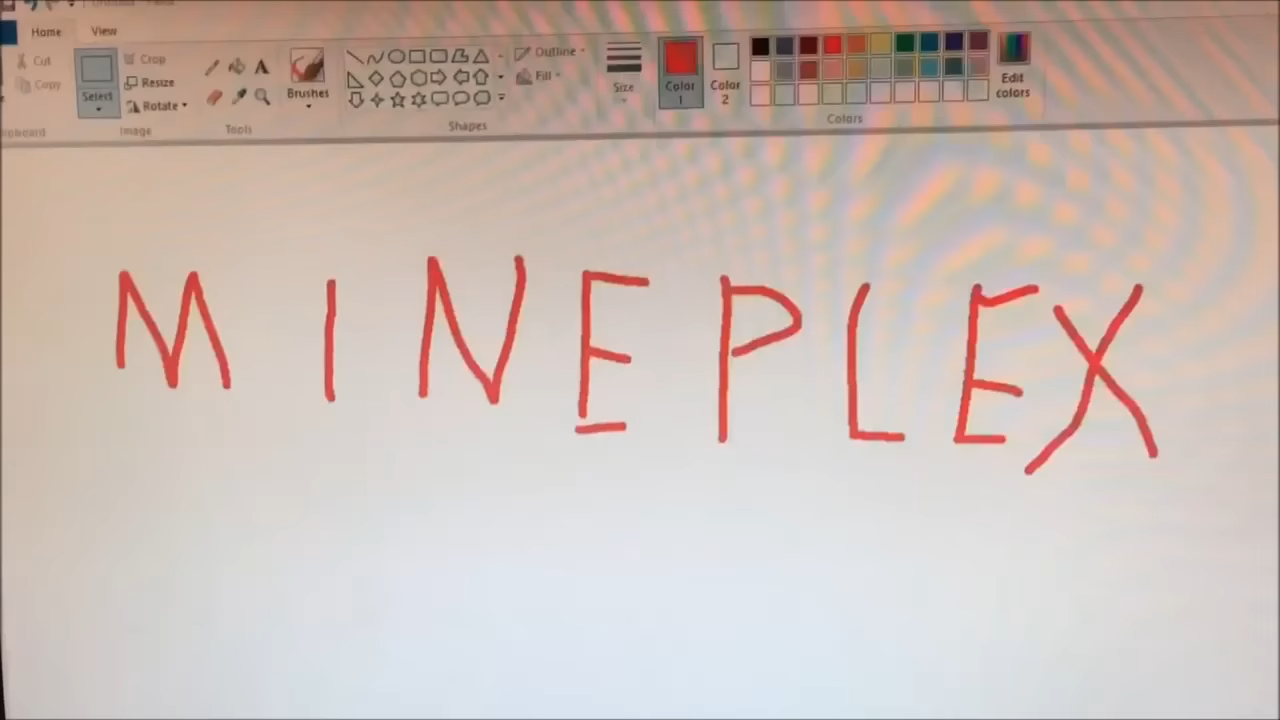 Home View
Cut
Copy
Select
Crop
Resize
Rotate
Image
Tools
Brushes
Shapes
Outline
Fill
Size
Color 1
Color 2
Colors
Edit colors
MINEPLEX